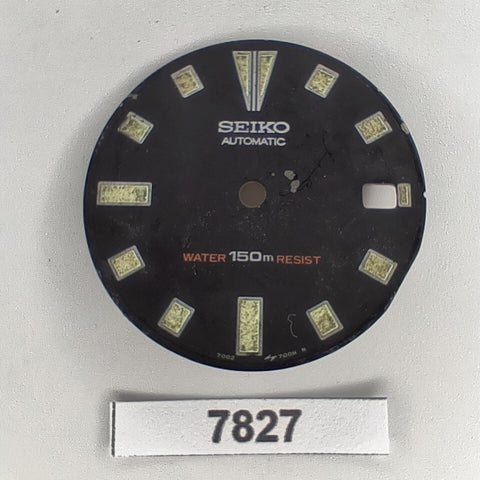 SEIKO
AUTOMATIC
WATER 150m RESIST
7002
7827